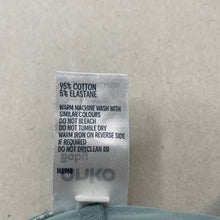 95% COTTON
5% ELASTANE
WARM MACHINE WASH WITH
SIMILAR COLOURS
DO NOT BLEACH
DO NOT TUMBLE DRY
WARM IRON ON REVERSE SIDE
IF REQUIRED
DO NOT DRYCLEAN
Baby